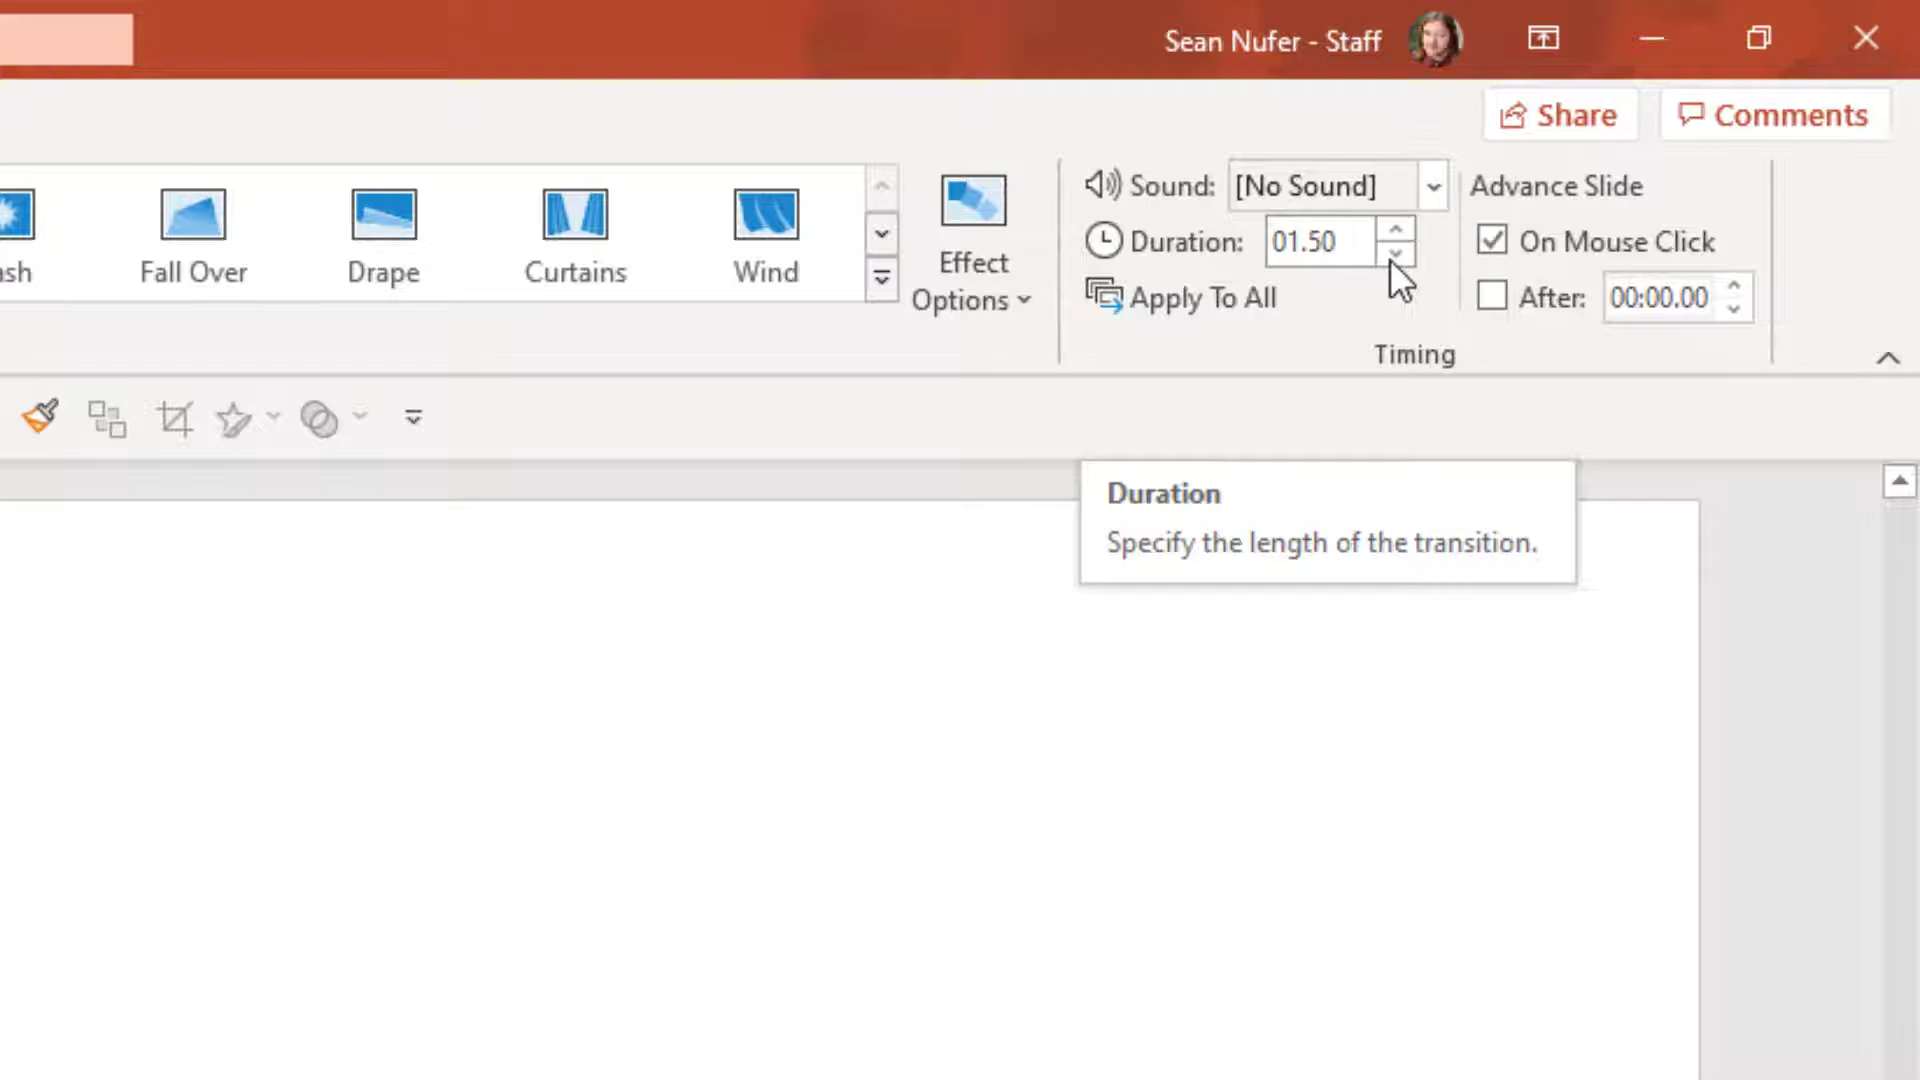 Sean Nufer - Staff
Share
Comments
Sound: [No Sound]
Advance Slide
Duration: 01.50
On Mouse Click
Fall Over
Drape
Curtains
Wind
Effect
Options
Apply To All
After: 00:00.00
Timing
Duration
Specify the length of the transition.